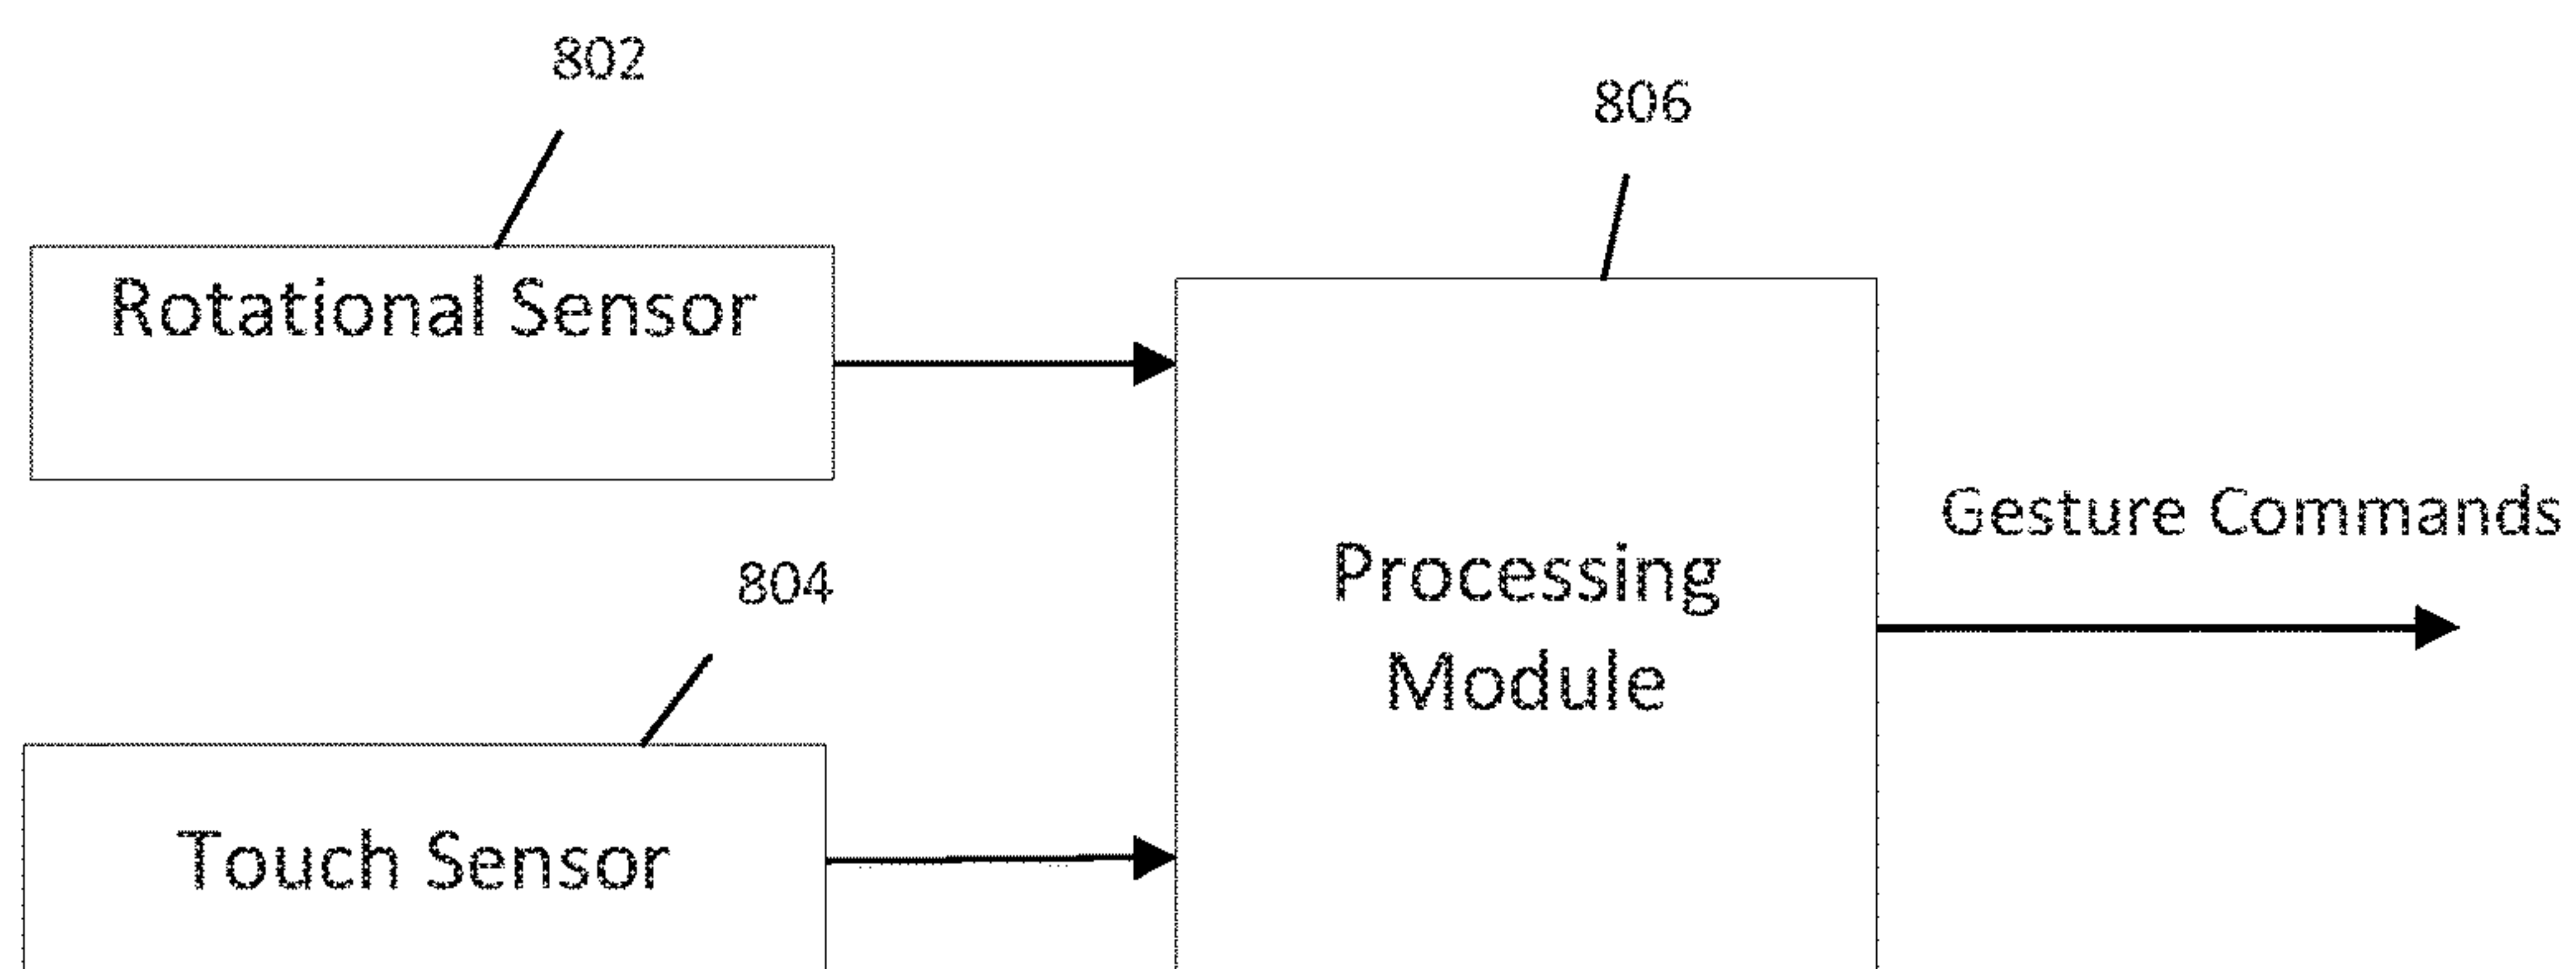 802
806
Rotational Sensor
Gesture Commands
804
Processing
Module
Touch Sensor